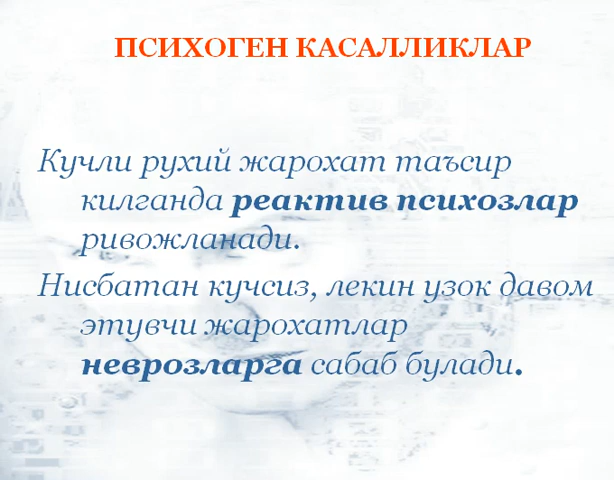 ПСИХОГЕН КАСАЛЛИКЛАР
Кучли рухий жарохат таъсир
килганда реактив психозлар
ривожланади.
Нисбатан кучсиз, лекин узок давом
этувчи жарохатлар
неврозларга сабаб булади.